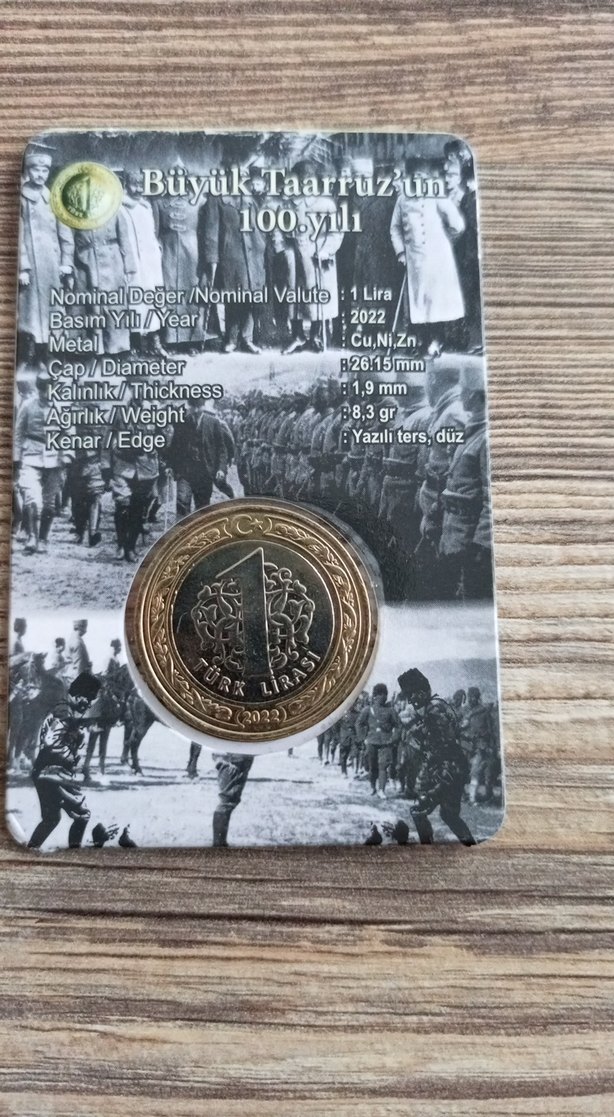 Büyük Taarruz'un
100.yılı
Nominal Değer /Nominal Valute : 1 Lira
Basım Yılı / Year : 2022
Metal : Cu,Ni,Zn
Çap / Diameter : 26.15 mm
Kalınlık / Thickness : 1,9 mm
Ağırlık / Weight : 8,3 gr
Kenar / Edge : Yazılı ters, düz
1
TÜRK LİRASI
2022